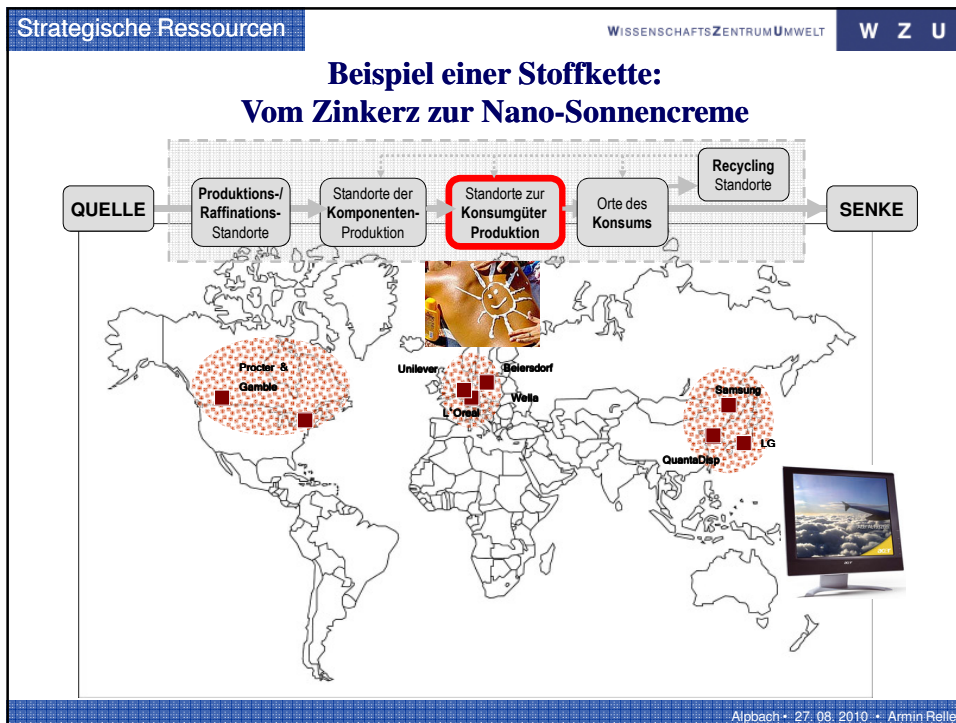 Strategische Ressourcen
WISSENSCHAFTSZENTRUMUMWELT
W Z U
Beispiel einer Stoffkette:
Vom Zinkerz zur Nano-Sonnencreme
QUELLE
Produktions-/
Raffinations-
Standorte
Standorte der
Komponenten-
Produktion
Standorte zur
Konsumgüter
Produktion
Orte des
Konsums
Recycling
Standorte
SENKE
Procter &
Gamble
Unilever
Beiersdorf
Wella
L'Oreal
Samsung
LG
QuantaDisp
acer
Alpbach • 27. 08. 2010 • Armin Relle